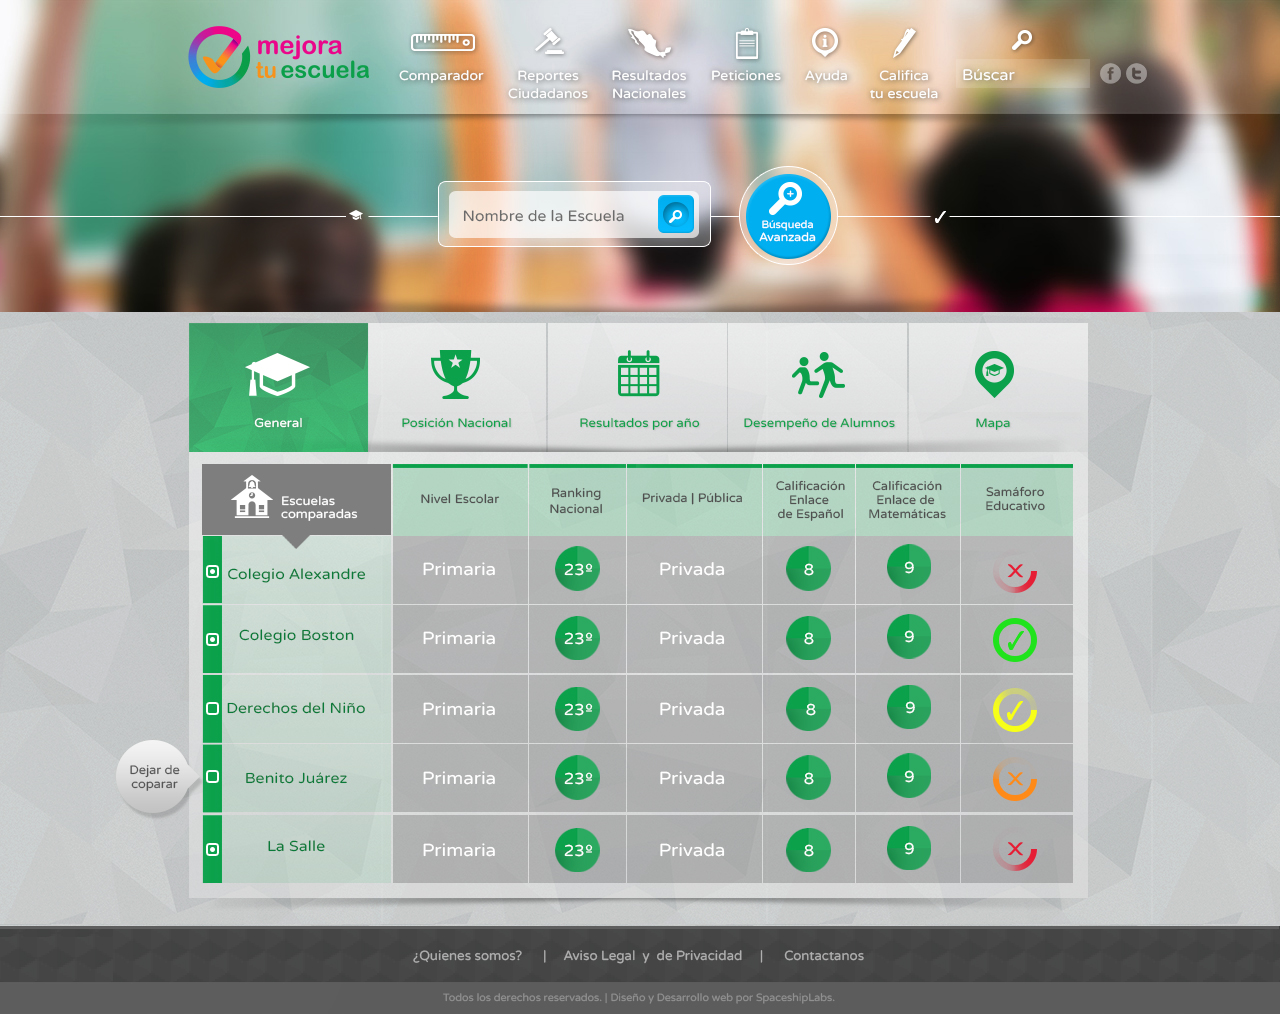 mejora
tu escuela
Comparador
Reportes
Ciudadanos
Resultados
Nacionales
Peticiones
Ayuda
Califica
tu escuela
Búscar
Nombre de la Escuela
Búsqueda
Avanzada
General
Posición Nacional
Resultados por año
Desempeño de Alumnos
Mapa
Escuelas
comparadas
Nivel Escolar
Ranking
Nacional
Privada | Pública
Calificación
Enlace
de Español
Calificación
Enlace de
Matemáticas
Samáforo
Educativo
Colegio Alexandre Primaria 23º Privada 8 9
Colegio Boston Primaria 23º Privada 8 9
Derechos del Niño Primaria 23º Privada 8 9
Dejar de
coparar
Benito Juárez Primaria 23º Privada 8 9
La Salle Primaria 23º Privada 8 9
¿Quienes somos? | Aviso Legal y de Privacidad | Contactanos
Todos los derechos reservados. | Diseño y Desarrollo web por SpaceshipLabs.